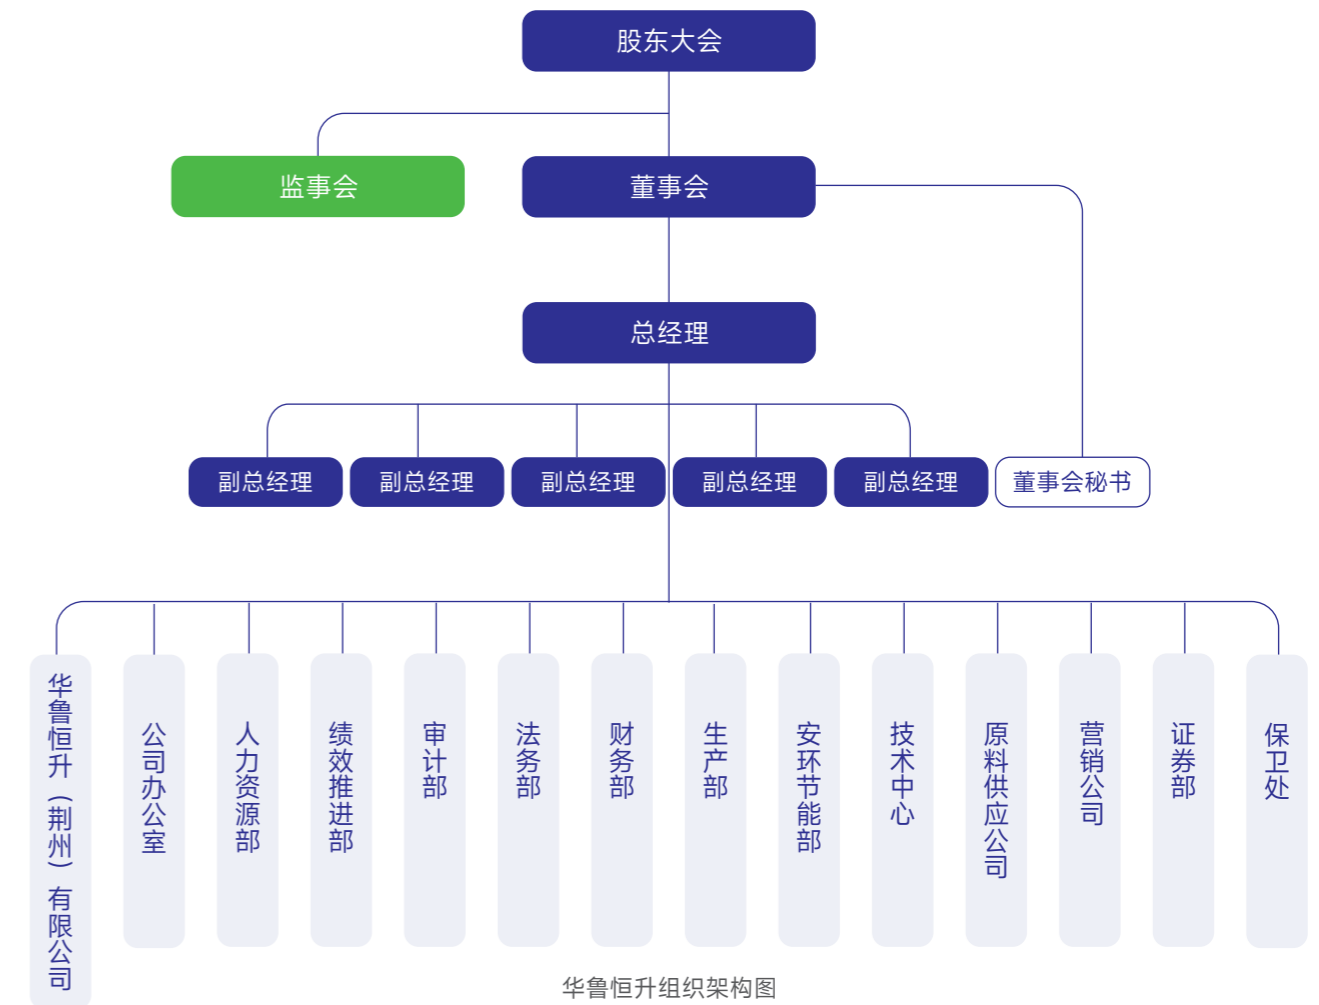 股东大会
监事会
董事会
总经理
副总经理
副总经理
副总经理
副总经理
副总经理
董事会秘书
华鲁恒升（荆州）有限公司
公司办公室
人力资源部
绩效推进部
审计部
法务部
财务部
生产部
安环节能部
技术中心
原料供应公司
营销公司
证券部
保卫处
华鲁恒升组织架构图